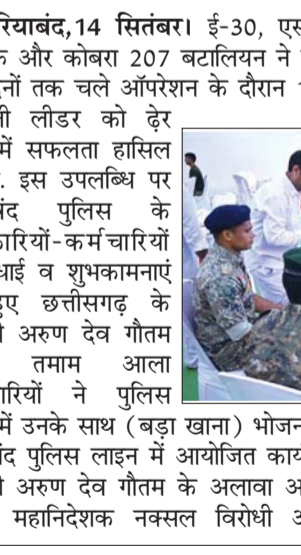 रियाबंद,14 सितंबर। ई-30,
और कोबरा 207 बटालियन ने
तक चले ऑपरेशन के दौरान
लीडर को ढ़ेर
में सफलता हासिल
इस उपलब्धि पर
पुलिस के
कारियों-कर्मचारियों
धाई व शुभकामनाएं
हुए छत्तीसगढ़ के
अरुण देव गौतम
तमाम आला
कारियों ने पुलिस
में उनके साथ (बड़ा खाना) भोजन
पुलिस लाइन में आयोजित
अरुण देव गौतम के अलावा
महानिदेशक नक्सल विरोधी